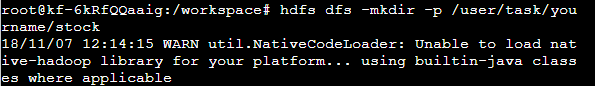 root@kf-6kRfQQaaig:/workspace# hdfs dfs -mkdir -p /user/task/you
rname/stock
18/11/07 12:14:15 WARN util.NativeCodeLoader: Unable to load nat
ive-hadoop library for your platform... using builtin-java class
es where applicable